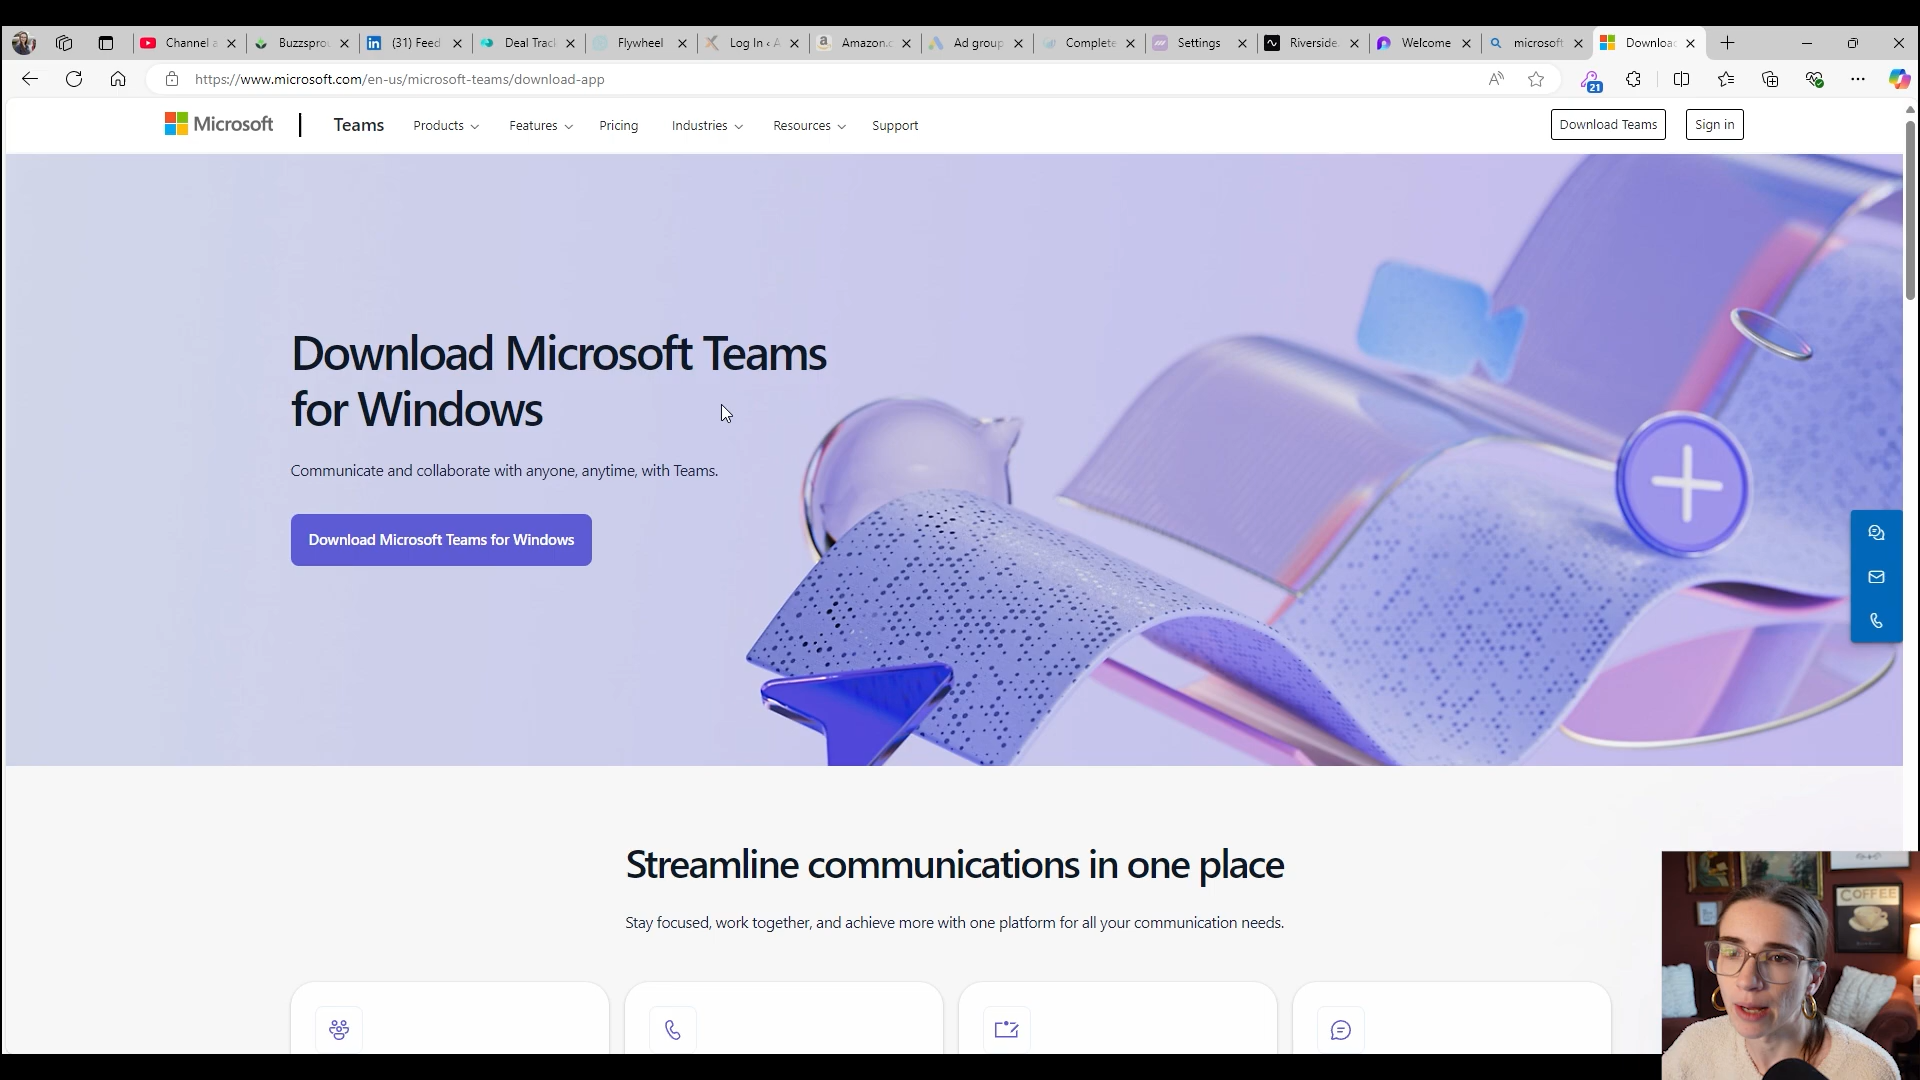 Channel a
Buzzspro
(31) Feed
Deal Track
Flywheel
Log In ‹ A
Amazon.c
Ad group
Complete
Settings
Riverside.
Welcome
microsoft
Download
https://www.microsoft.com/en-us/microsoft-teams/download-app
21
Microsoft
Teams
Products
Features
Pricing
Industries
Resources
Support
Download Teams
Sign in
Download Microsoft Teams
for Windows
Communicate and collaborate with anyone, anytime, with Teams.
Download Microsoft Teams for Windows
Streamline communications in one place
Stay focused, work together, and achieve more with one platform for all your communication needs.
COFFEE